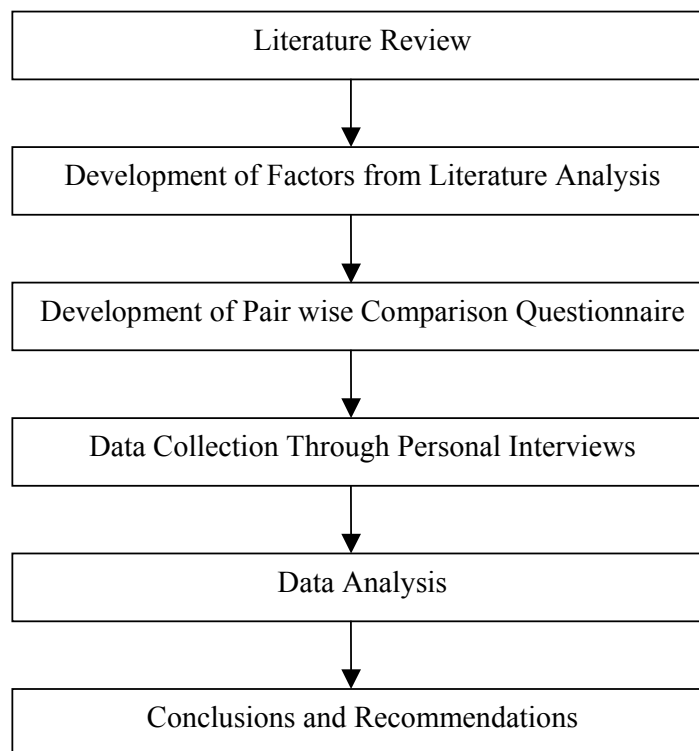 Literature Review
Development of Factors from Literature Analysis
Development of Pair wise Comparison Questionnaire
Data Collection Through Personal Interviews
Data Analysis
Conclusions and Recommendations